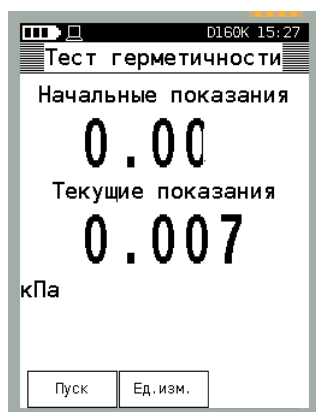 D160K 15:27
Тест герметичности
Начальные показания
0.00
Текущие показания
0.007
кПа
Пуск Ед.изм.